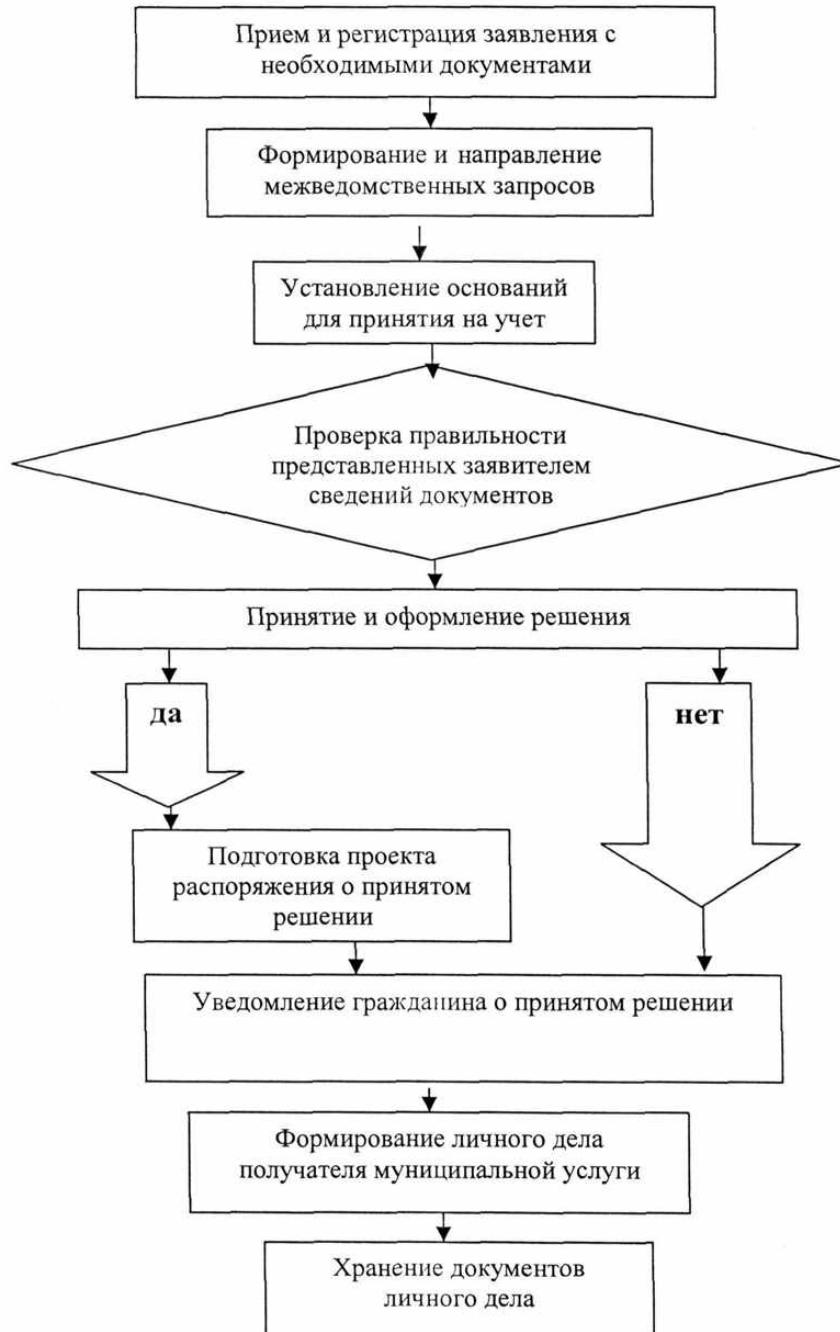 Прием и регистрация заявления с
необходимыми документами
Формирование и направление
межведомственных запросов
Установление оснований
для принятия на учет
Проверка правильности
представленных заявителем
сведений документов
Принятие и оформление решения
да
нет
Подготовка проекта
распоряжения о принятом
решении
Уведомление гражданина о принятом решении
Формирование личного дела
получателя муниципальной услуги
Хранение документов
личного дела